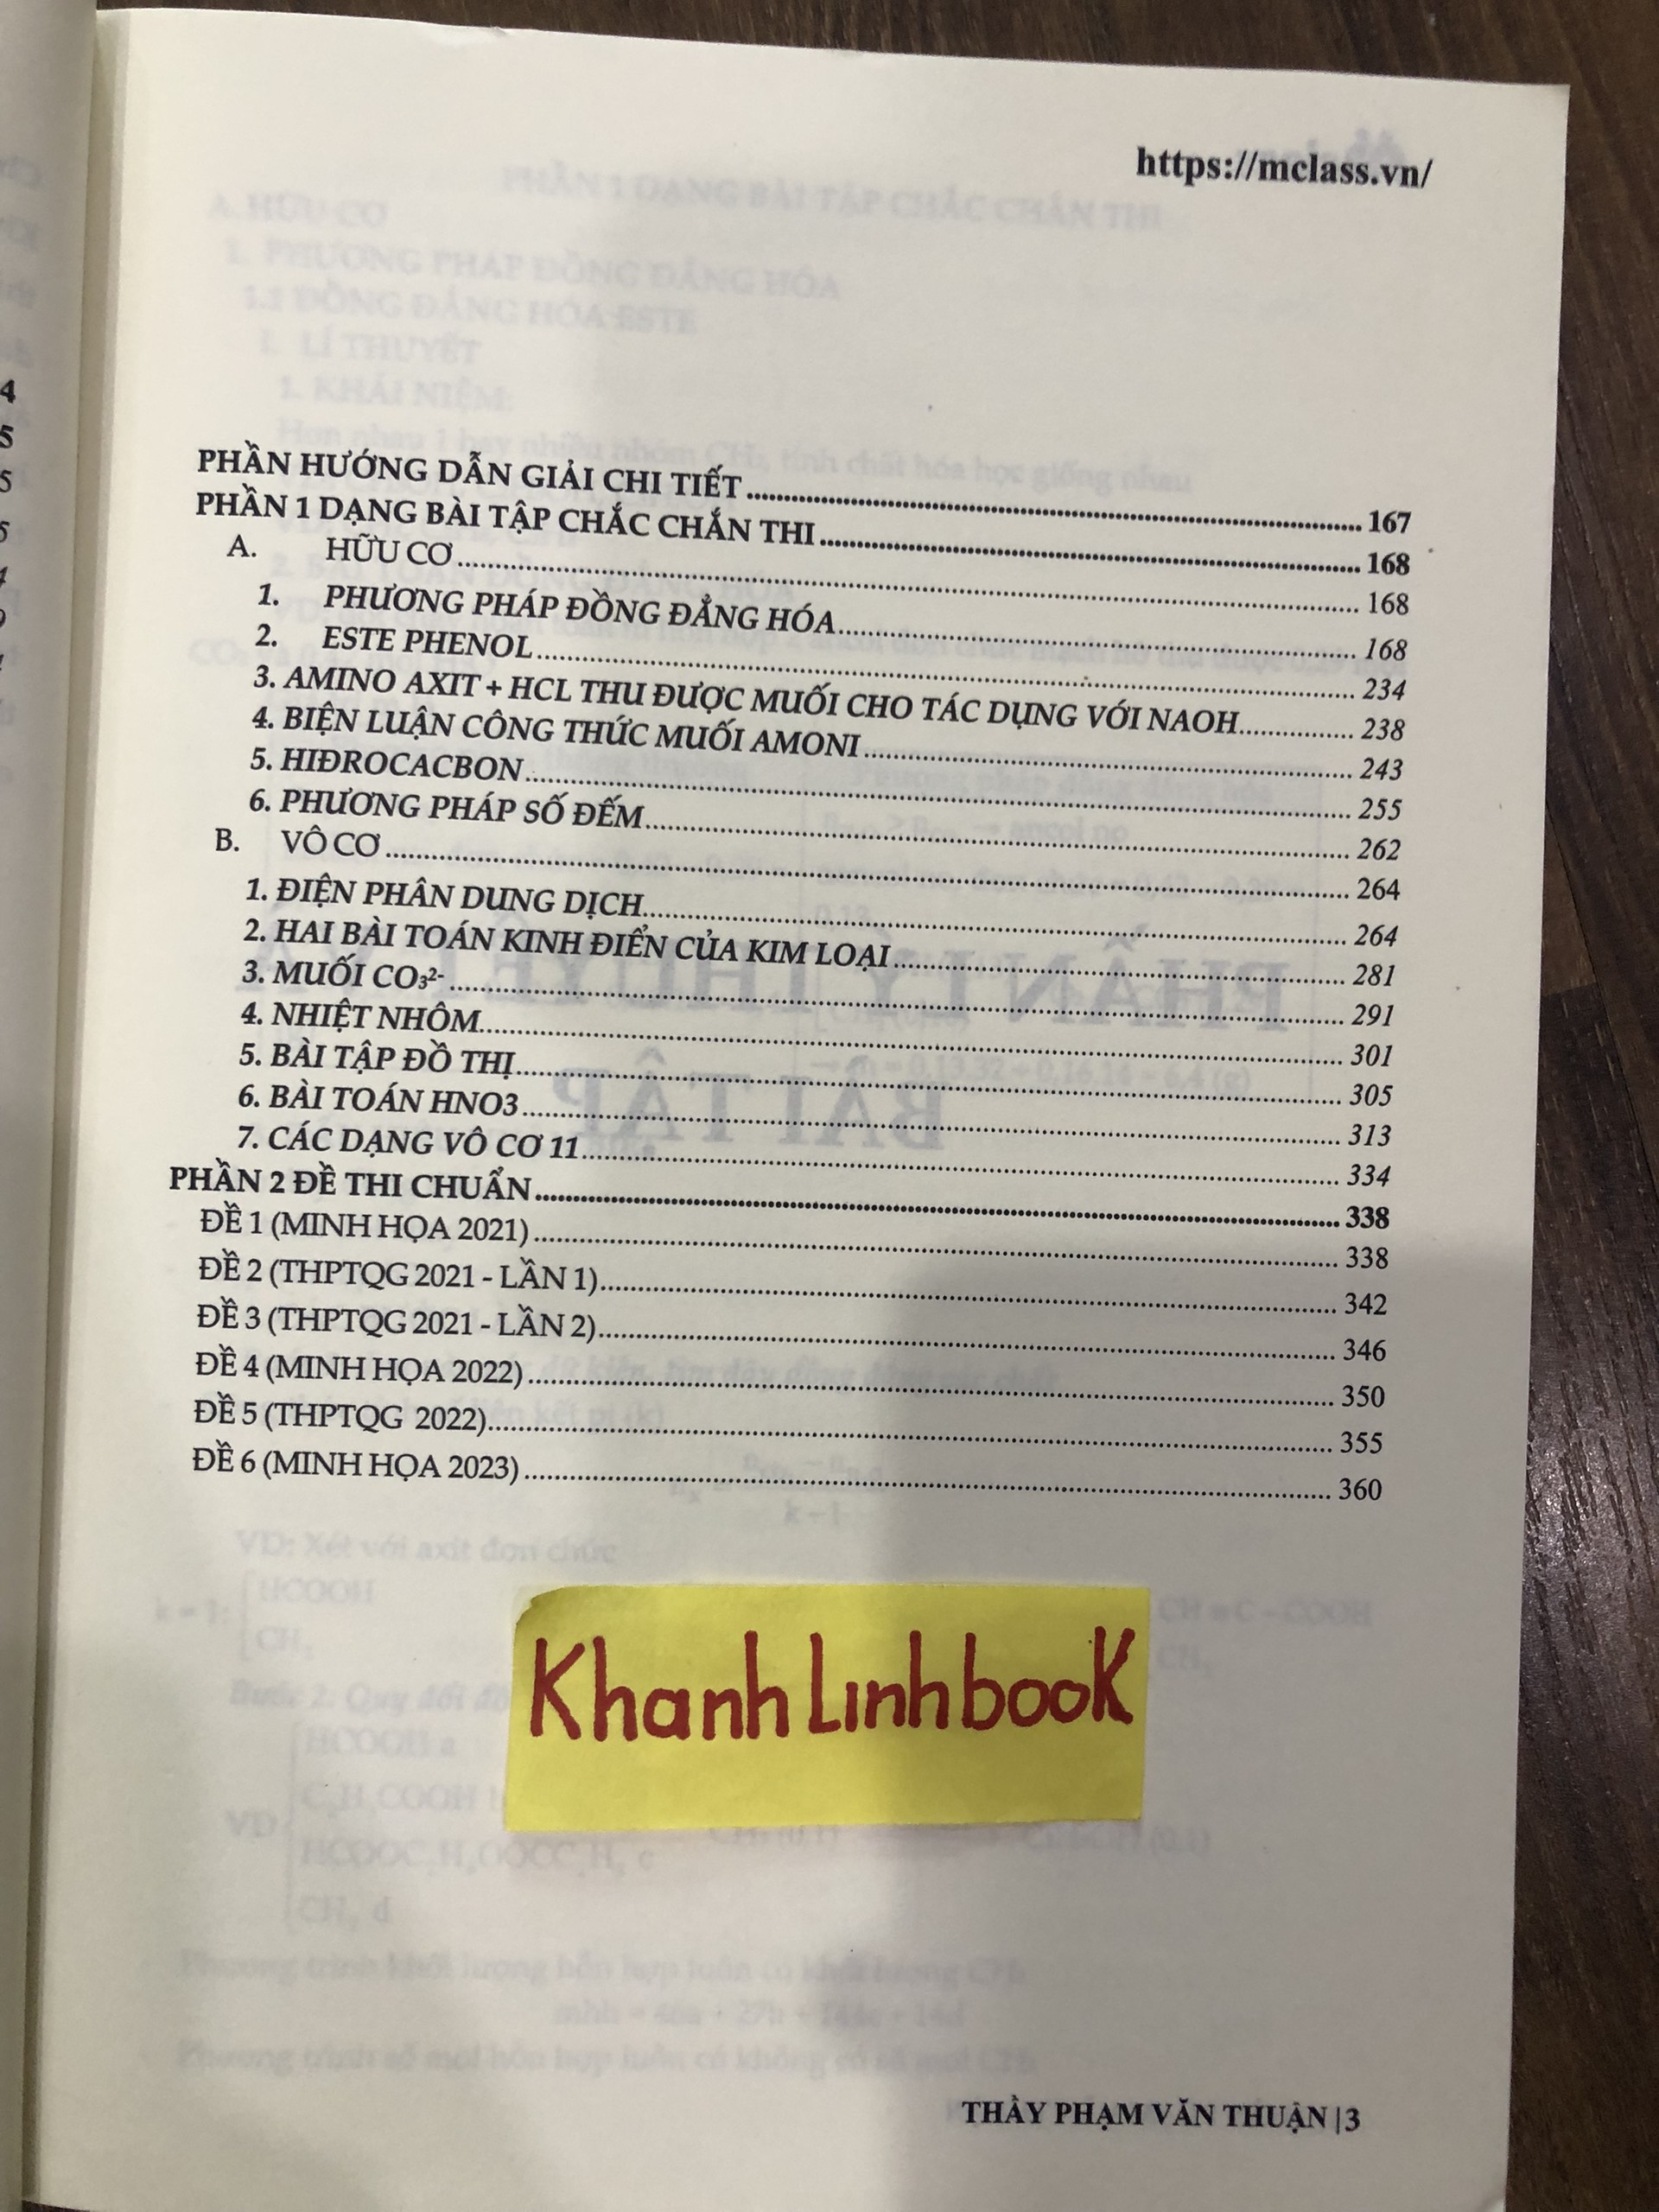 https://mclass.vn/
PHẦN HƯỚNG DẪN GIẢI CHI TIẾT 167
PHẦN 1 DẠNG BÀI TẬP CHẮC CHẮN THI 168
A. HỮU CƠ 168
1. PHƯƠNG PHÁP ĐỒNG ĐẲNG HÓA 168
2. ESTE PHENOL 234
3. AMINO AXIT + HCL THU ĐƯỢC MUỐI CHO TÁC DỤNG VỚI NAOH 238
4. BIỆN LUẬN CÔNG THỨC MUỐI AMONI 243
5. HIĐROCACBON 255
6. PHƯƠNG PHÁP SỐ ĐẾM 262
B. VÔ CƠ 264
1. ĐIỆN PHÂN DUNG DỊCH 264
2. HAI BÀI TOÁN KINH ĐIỂN CỦA KIM LOẠI 281
3. MUỐI CO₃²⁻ 291
4. NHIỆT NHÔM 301
5. BÀI TẬP ĐỒ THỊ 305
6. BÀI TOÁN HNO3 313
7. CÁC DẠNG VÔ CƠ 11 334
PHẦN 2 ĐỀ THI CHUẨN 338
ĐỀ 1 (MINH HỌA 2021) 338
ĐỀ 2 (THPTQG 2021 - LẦN 1) 342
ĐỀ 3 (THPTQG 2021 - LẦN 2) 346
ĐỀ 4 (MINH HỌA 2022) 350
ĐỀ 5 (THPTQG 2022) 355
ĐỀ 6 (MINH HỌA 2023) 360
Khanh Linh book
THẦY PHẠM VĂN THUẬN | 3